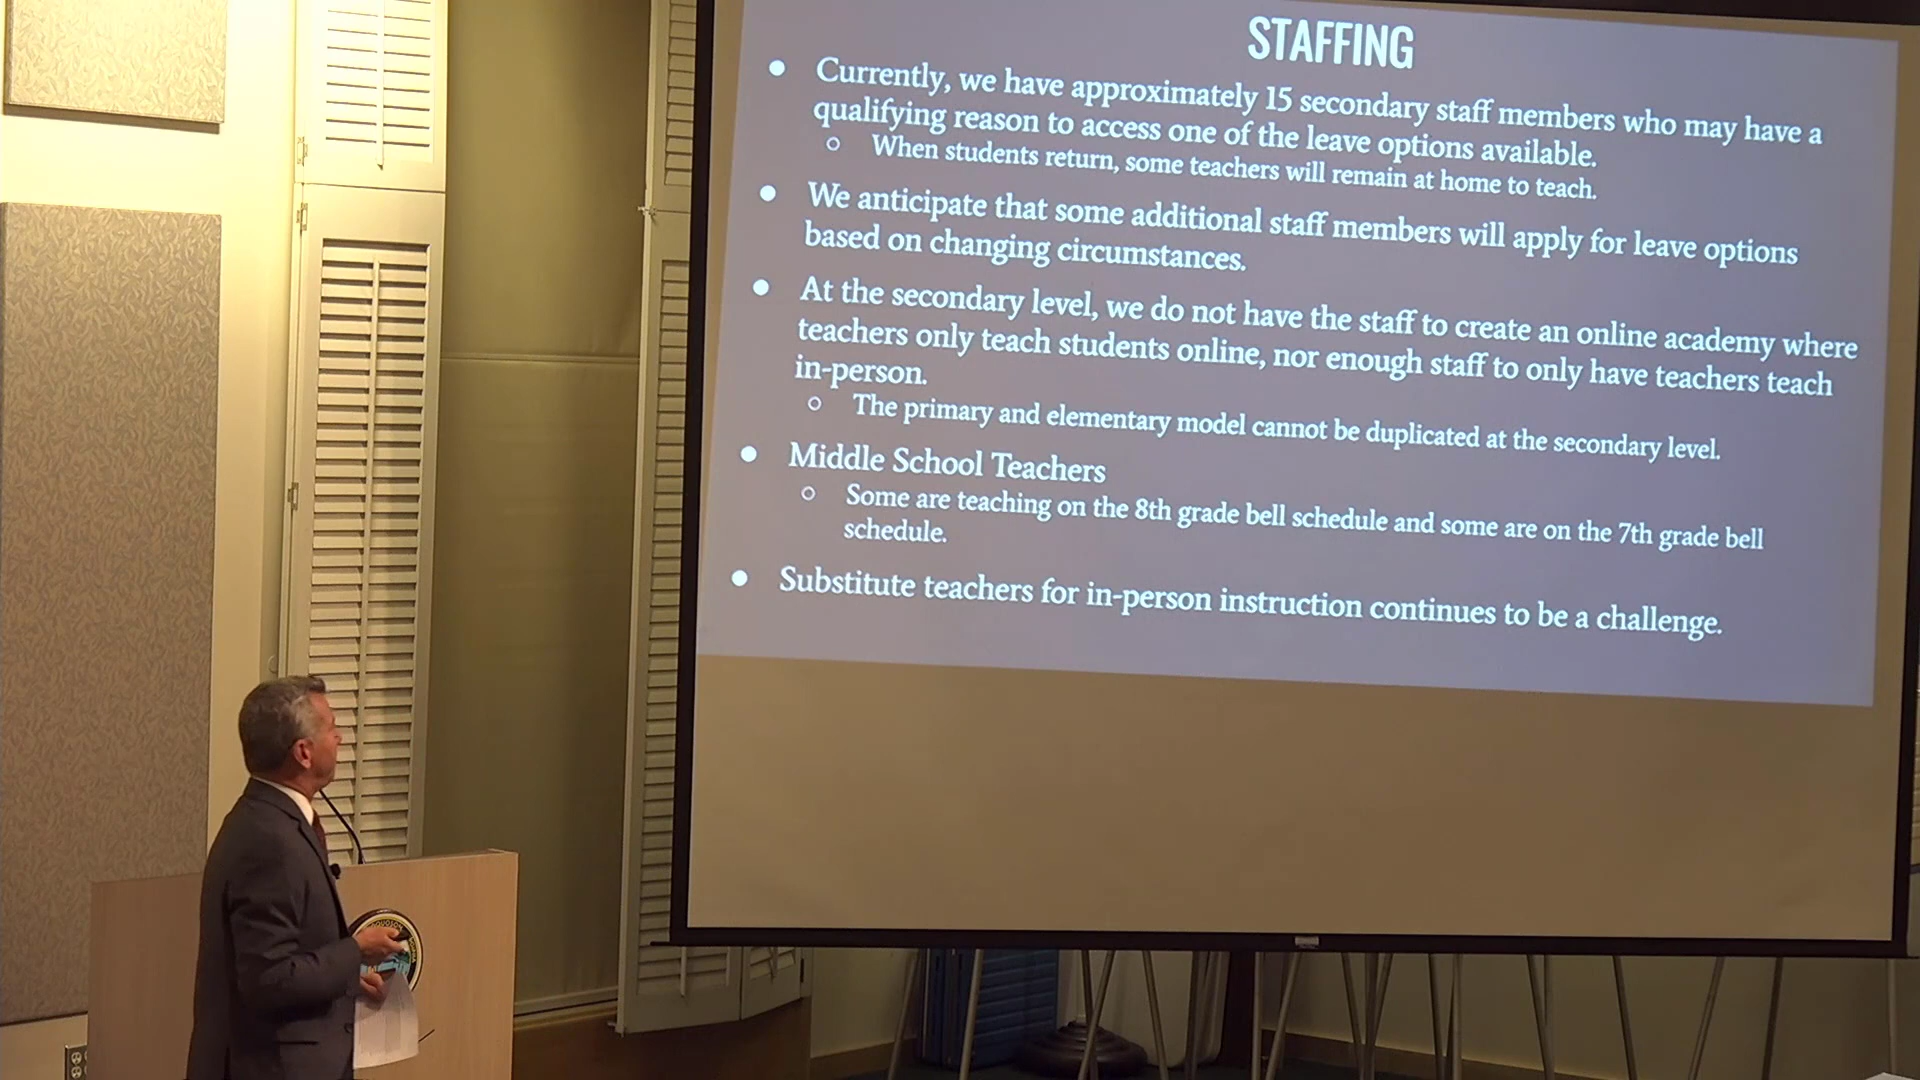 STAFFING
● Currently, we have approximately 15 secondary staff members who may have a
qualifying reason to access one of the leave options available.
○ When students return, some teachers will remain at home to teach.
● We anticipate that some additional staff members will apply for leave options
based on changing circumstances.
● At the secondary level, we do not have the staff to create an online academy where
teachers only teach students online, nor enough staff to only have teachers teach
in-person.
○ The primary and elementary model cannot be duplicated at the secondary level.
● Middle School Teachers
○ Some are teaching on the 8th grade bell schedule and some are on the 7th grade bell
schedule.
● Substitute teachers for in-person instruction continues to be a challenge.